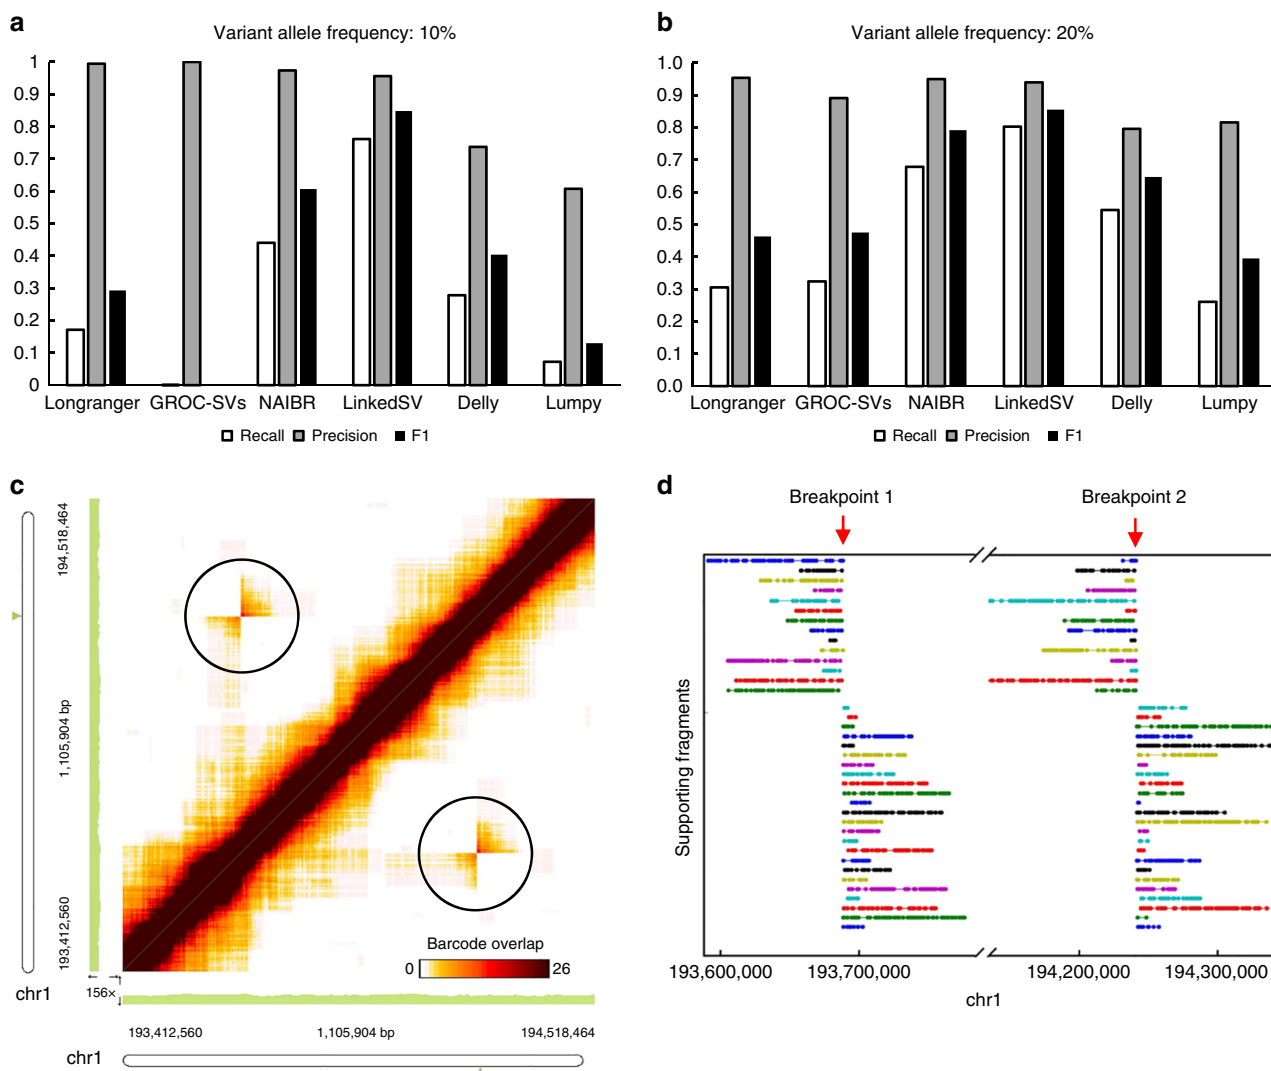 a
Variant allele frequency: 10%
1
0.9
0.8
0.7
0.6
0.5
0.4
0.3
0.2
0.1
0
Longranger GROC-SVs NAIBR LinkedSV Delly Lumpy
Recall Precision F1
b
Variant allele frequency: 20%
1.0
0.9
0.8
0.7
0.6
0.5
0.4
0.3
0.2
0.1
0.0
Longranger GROC-SVs NAIBR LinkedSV Delly Lumpy
Recall Precision F1
c
194,518,464
1,105,904 bp
193,412,560
chr1
156×
Barcode overlap
0 26
193,412,560 1,105,904 bp 194,518,464
chr1
d
Breakpoint 1 Breakpoint 2
Supporting fragments
193,600,000 193,700,000 194,200,000 194,300,000
chr1